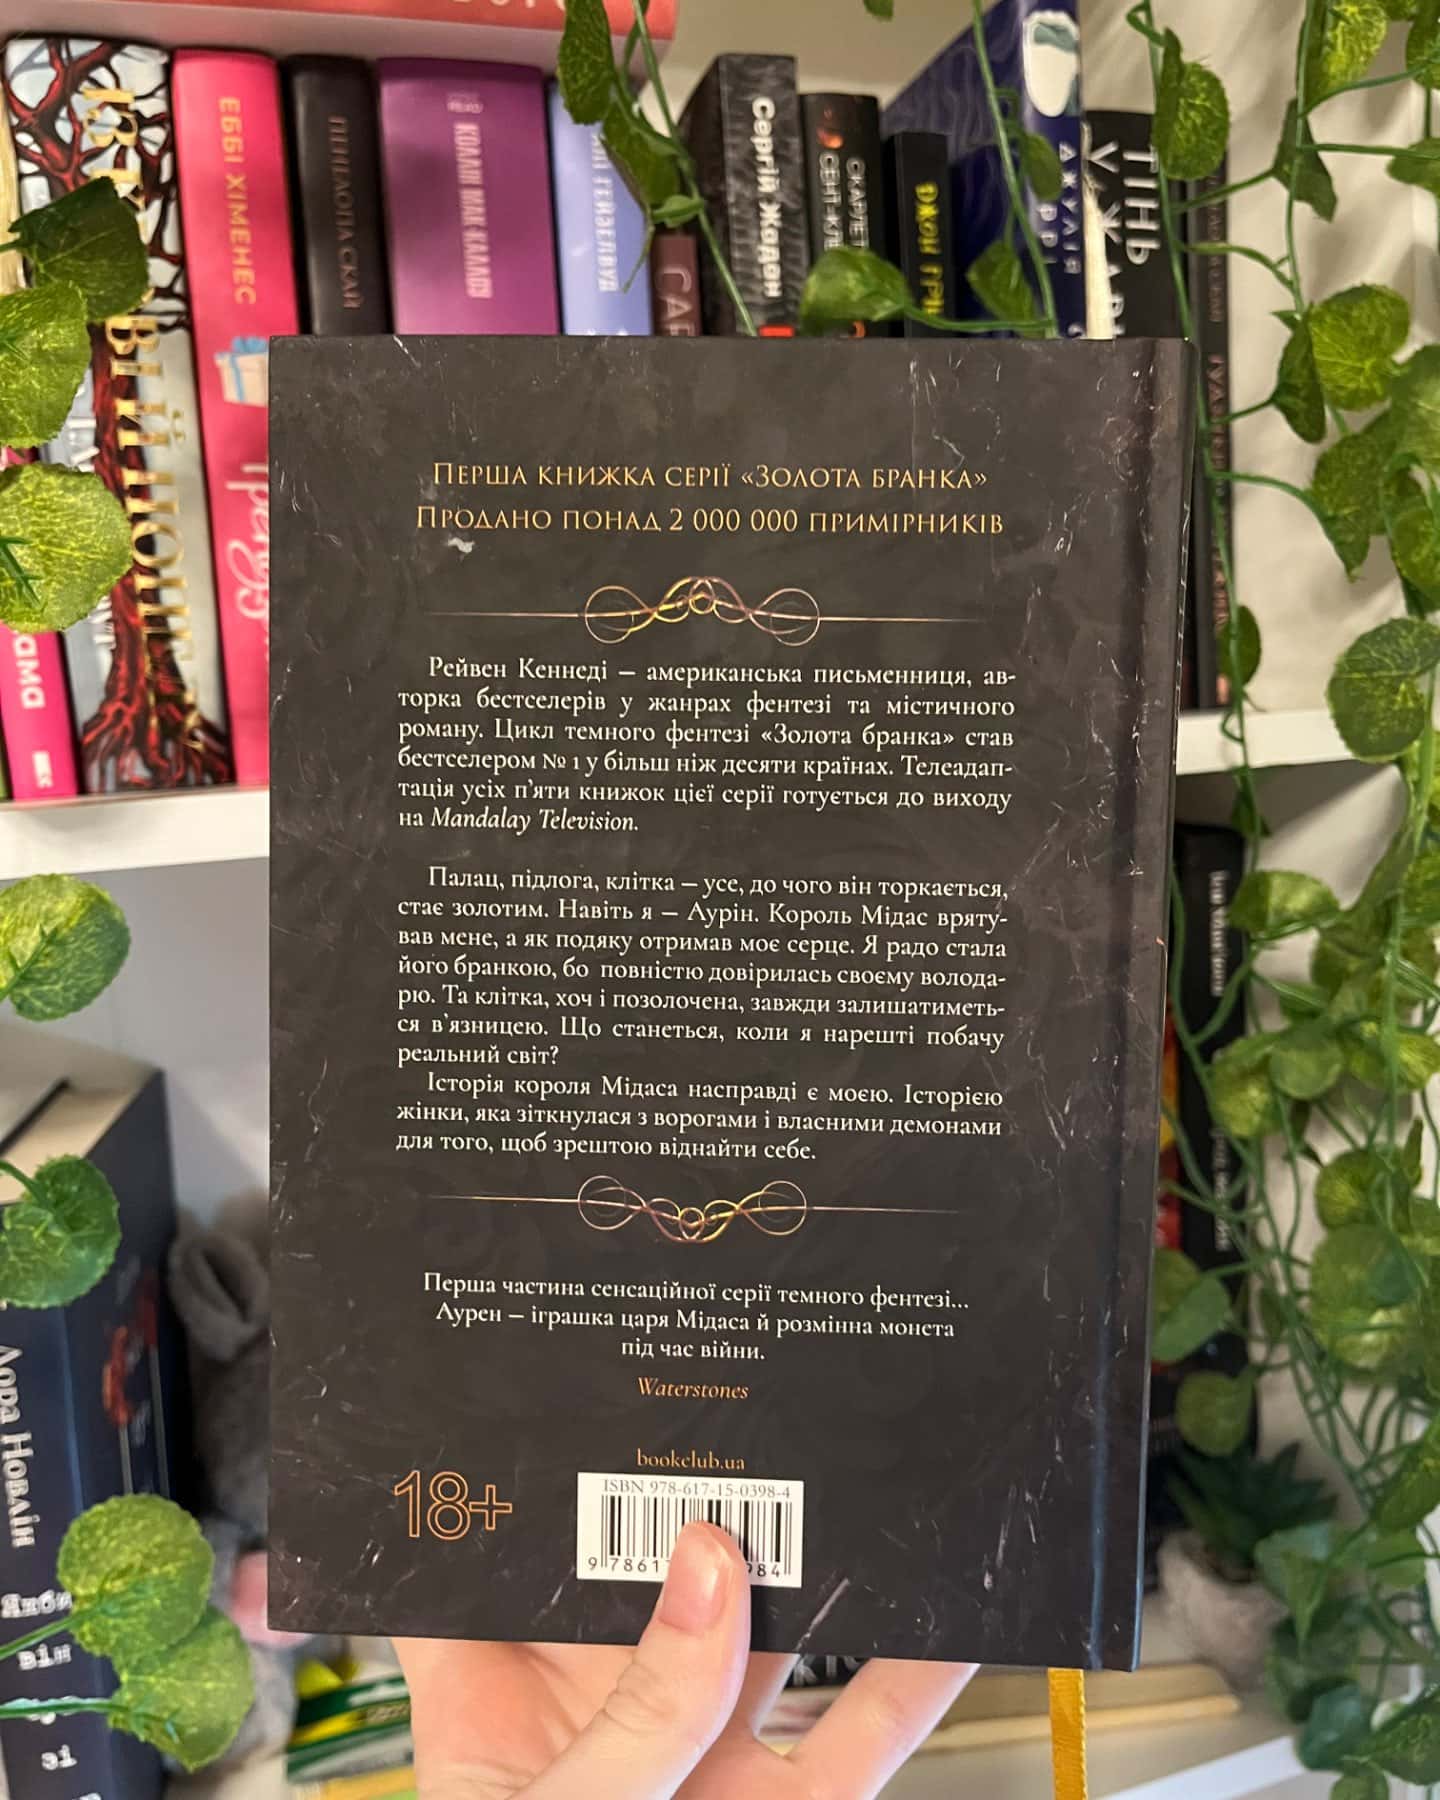 ЕББІ ХІМЕНЕС
ПЕНЕЛОПА СКАЙ
КОЛЛІН МАК-КАЛЛОУ
Сергій Жадан
СКАРЛЕТТ
СЕНТ-КЛЕР
ДЖОН ГРІН
ТІНЬ
Лора Новлін
ПЕРША КНИЖКА СЕРІЇ «ЗОЛОТА БРАНКА»
ПРОДАНО ПОНАД 2 000 000 ПРИМІРНИКІВ
Рейвен Кеннеді – американська письменниця, ав-
торка бестселерів у жанрах фентезі та містичного
роману. Цикл темного фентезі «Золота бранка» став
бестселером № 1 у більш ніж десяти країнах. Телеадап-
тація усіх п'яти книжок цієї серії готується до виходу
на Mandalay Television.
Палац, підлога, клітка – усе, до чого він торкається,
стає золотим. Навіть я – Аурін. Король Мідас вряту-
вав мене, а як подяку отримав моє серце. Я радо стала
його бранкою, бо повністю довірилась своєму волода-
рю. Та клітка, хоч і позолочена, завжди залишатиметь-
ся в`язницею. Що станеться, коли я нарешті побачу
реальний світ?
Історія короля Мідаса насправді є моєю. Історією
жінки, яка зіткнулася з ворогами і власними демонами
для того, щоб зрештою віднайти себе.
Перша частина сенсаційної серії темного фентезі...
Аурен – іграшка царя Мідаса й розмінна монета
під час війни.
Waterstones
bookclub.ua
18+
ISBN 978-617-15-0398-4